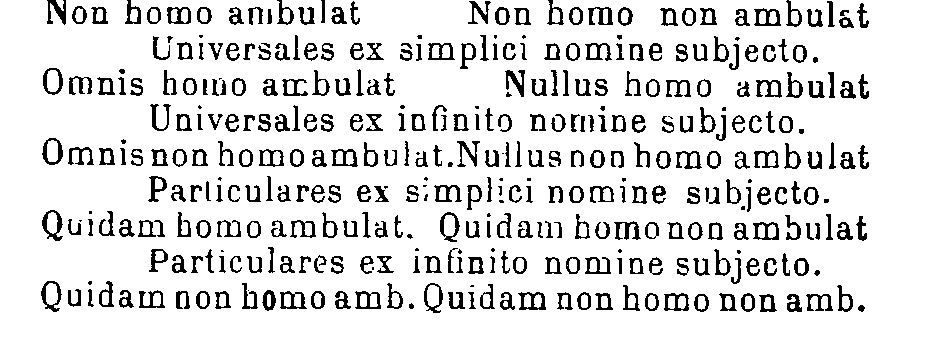 Non homo ambulat Non homo non ambulat
Universales ex simplici nomine subjecto.
Omnis homo ambulat Nullus homo ambulat
Universales ex infinito nomine subjecto.
Omnis non homo ambulat. Nullus non homo ambulat
Particulares ex simplici nomine subjecto.
Quidam homo ambulat. Quidam homo non ambulat
Particulares ex infinito nomine subjecto.
Quidam non homo amb. Quidam non homo non amb.